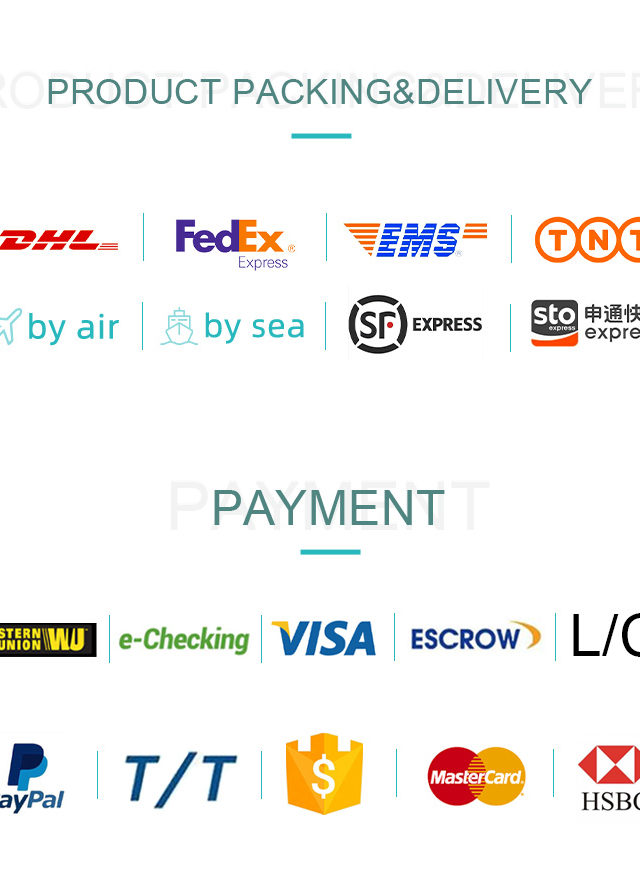 PRODUCT PACKING&DELIVERY
DHL
FedEx®
Express
EMS®
TNT
by air
by sea
SF EXPRESS
sto
express
申通快
expre
PAYMENT
STERN
UNION WU
e-Checking
VISA
ESCROW
L/C
PayPal
T/T
$
MasterCard
HSBC